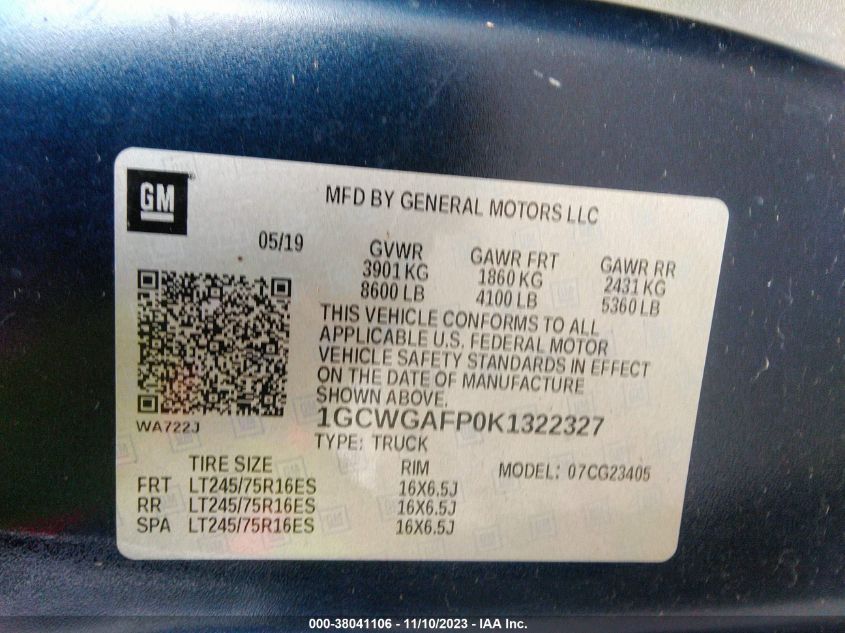 GM
MFD BY GENERAL MOTORS LLC
05/19
GVWR GAWR FRT GAWR RR
3901 KG 1860 KG 2431 KG
8600 LB 4100 LB 5360 LB
THIS VEHICLE CONFORMS TO ALL
APPLICABLE U.S. FEDERAL MOTOR
VEHICLE SAFETY STANDARDS IN EFFECT
ON THE DATE OF MANUFACTURE
SHOWN ABOVE.
WA722J
1GCWGAFP0K1322327
TYPE: TRUCK
TIRE SIZE RIM MODEL: 07CG23405
FRT LT245/75R16ES 16X6.5J
RR LT245/75R16ES 16X6.5J
SPA LT245/75R16ES 16X6.5J
000-38041106 — 11/10/2023 — IAA Inc.